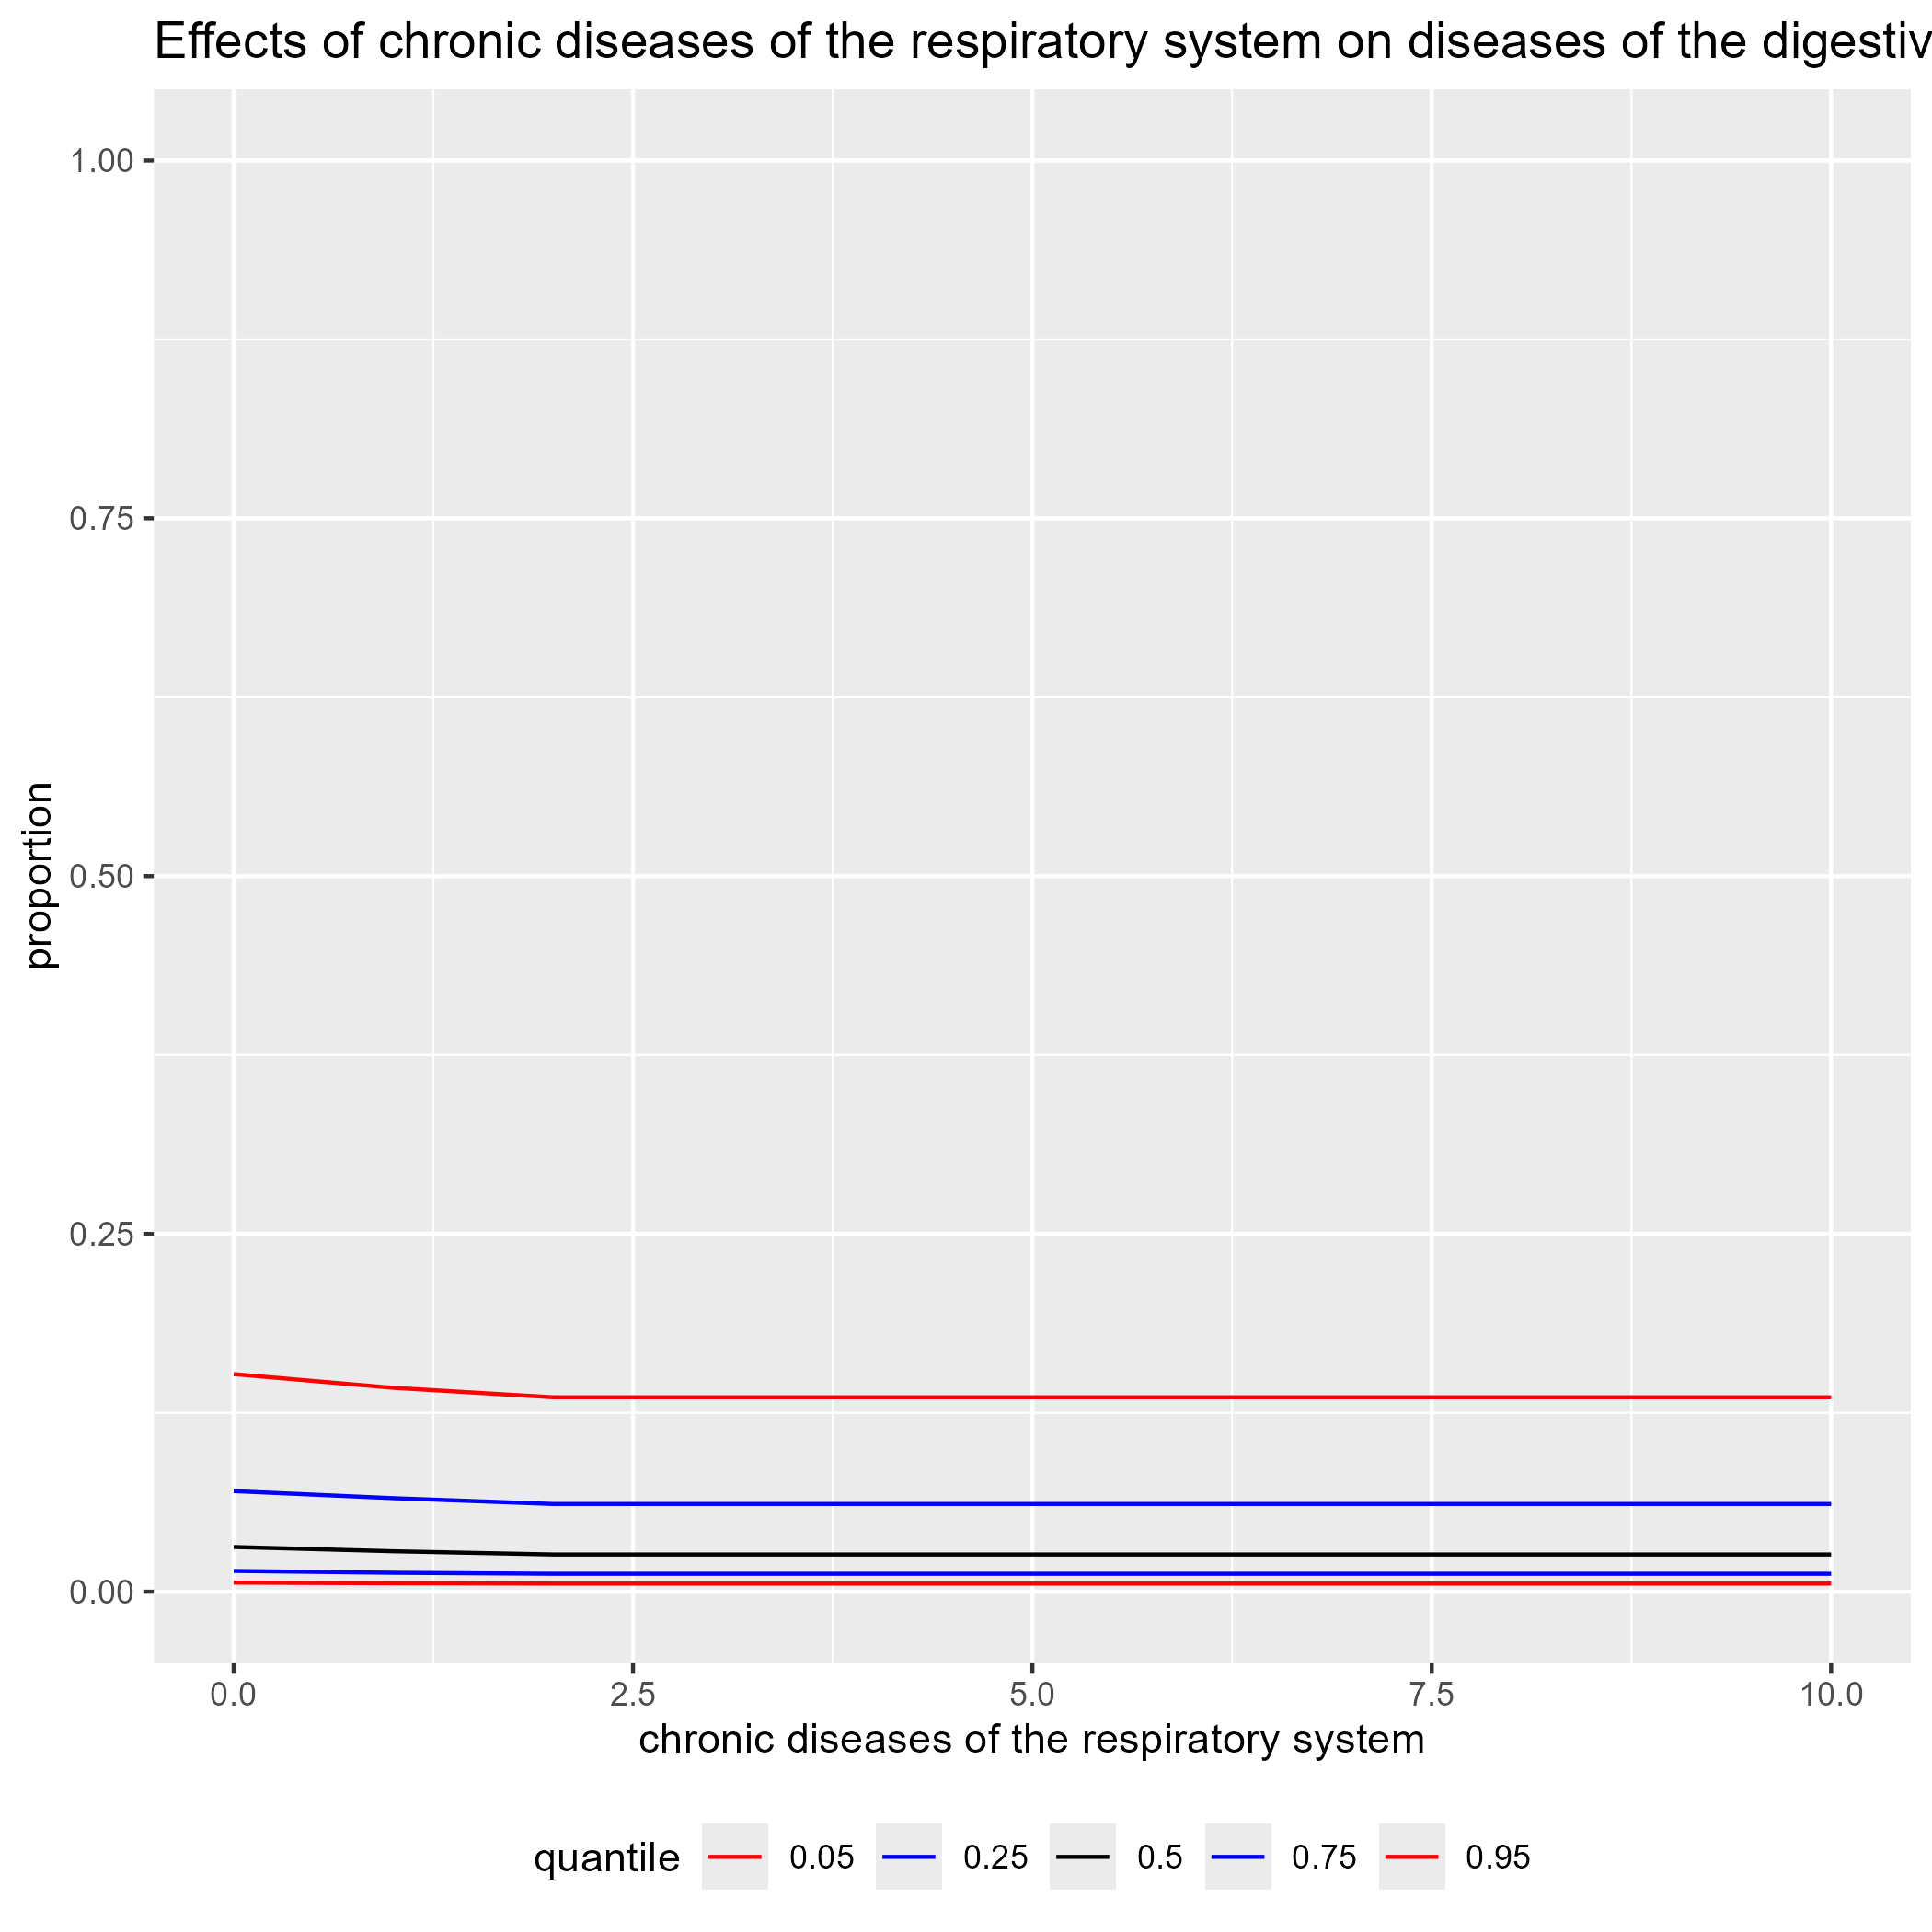 Effects of chronic diseases of the respiratory system on diseases of the digestiv
1.00
0.75
0.50
0.25
0.00
proportion
0.0 2.5 5.0 7.5 10.0
chronic diseases of the respiratory system
quantile 0.05 0.25 0.5 0.75 0.95